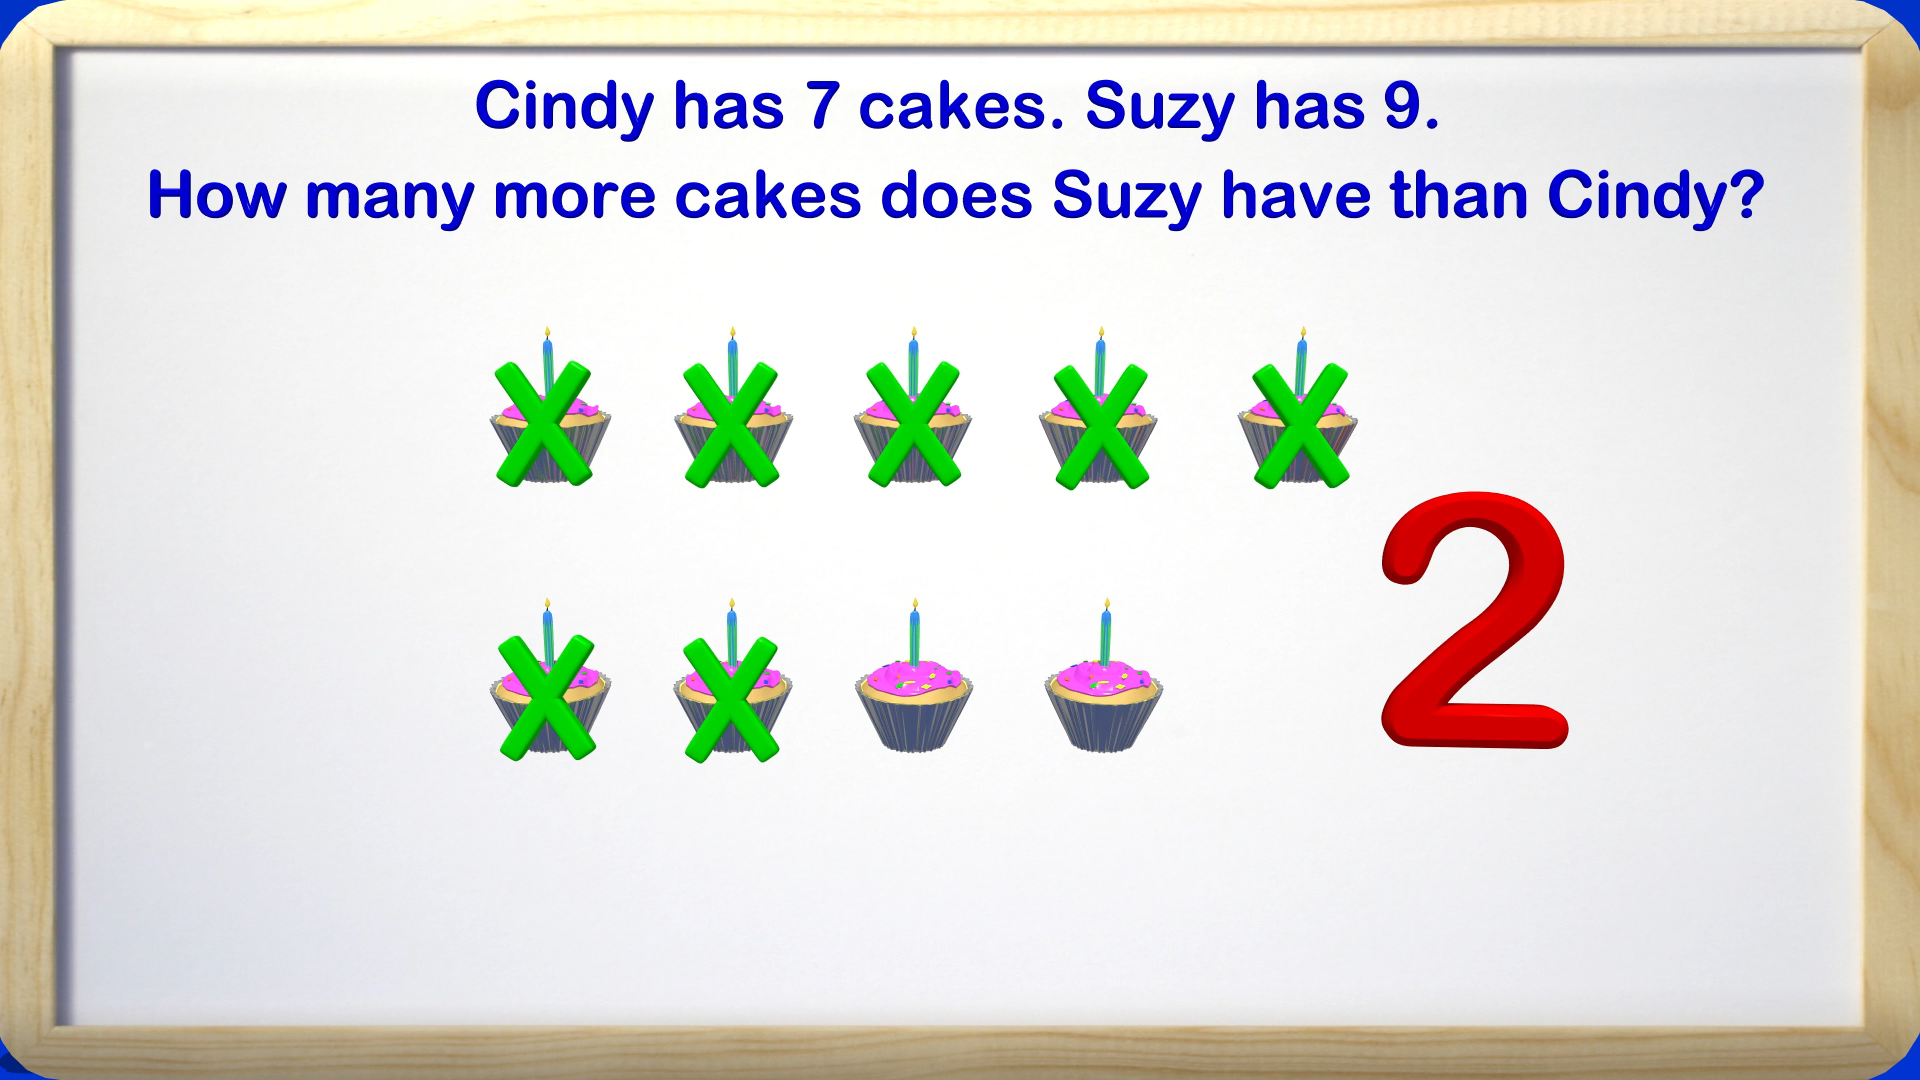 Cindy has 7 cakes. Suzy has 9.
How many more cakes does Suzy have than Cindy?
X X X X X
X X
2